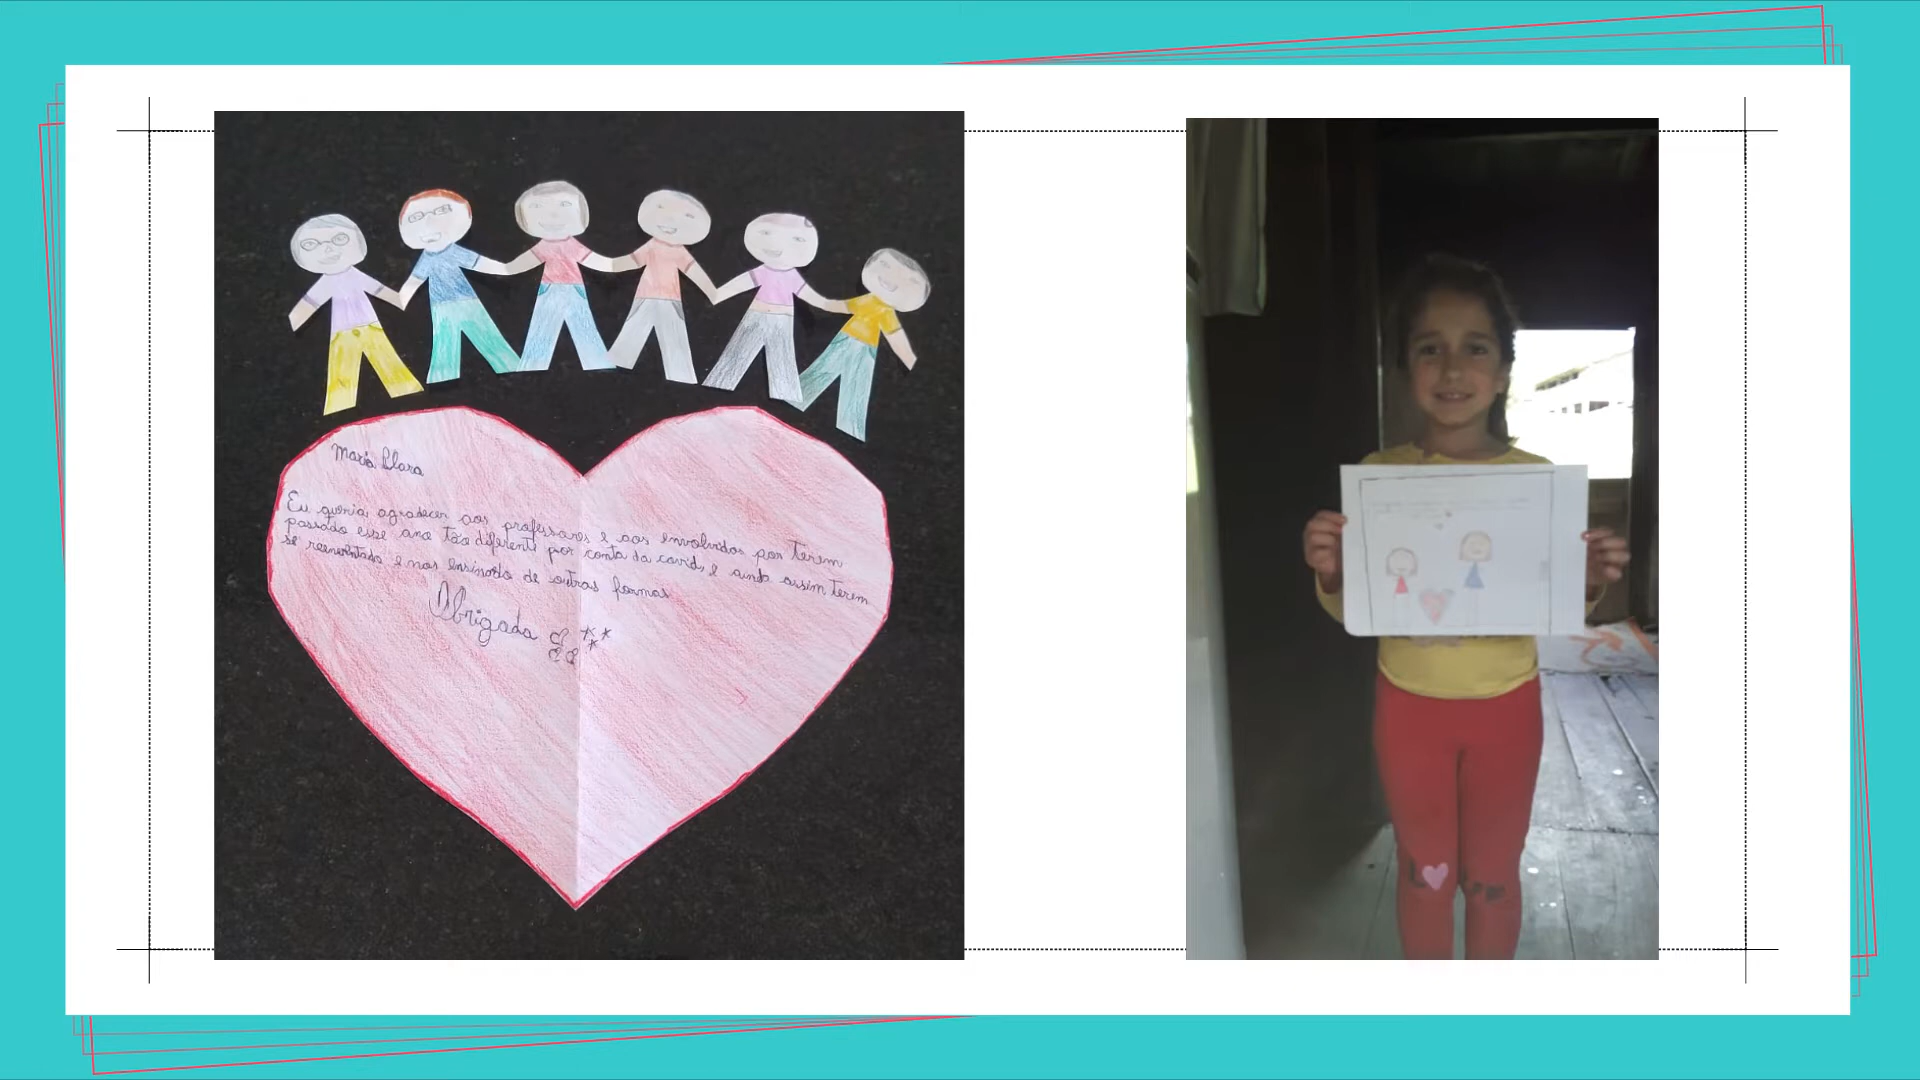 Maria Clara
Eu queria agradecer aos professores e aos envolvidos por terem
passado esse ano tão diferente por conta da covid, e ainda assim terem
se reenventado e nos ensinado de outras formas
Obrigada